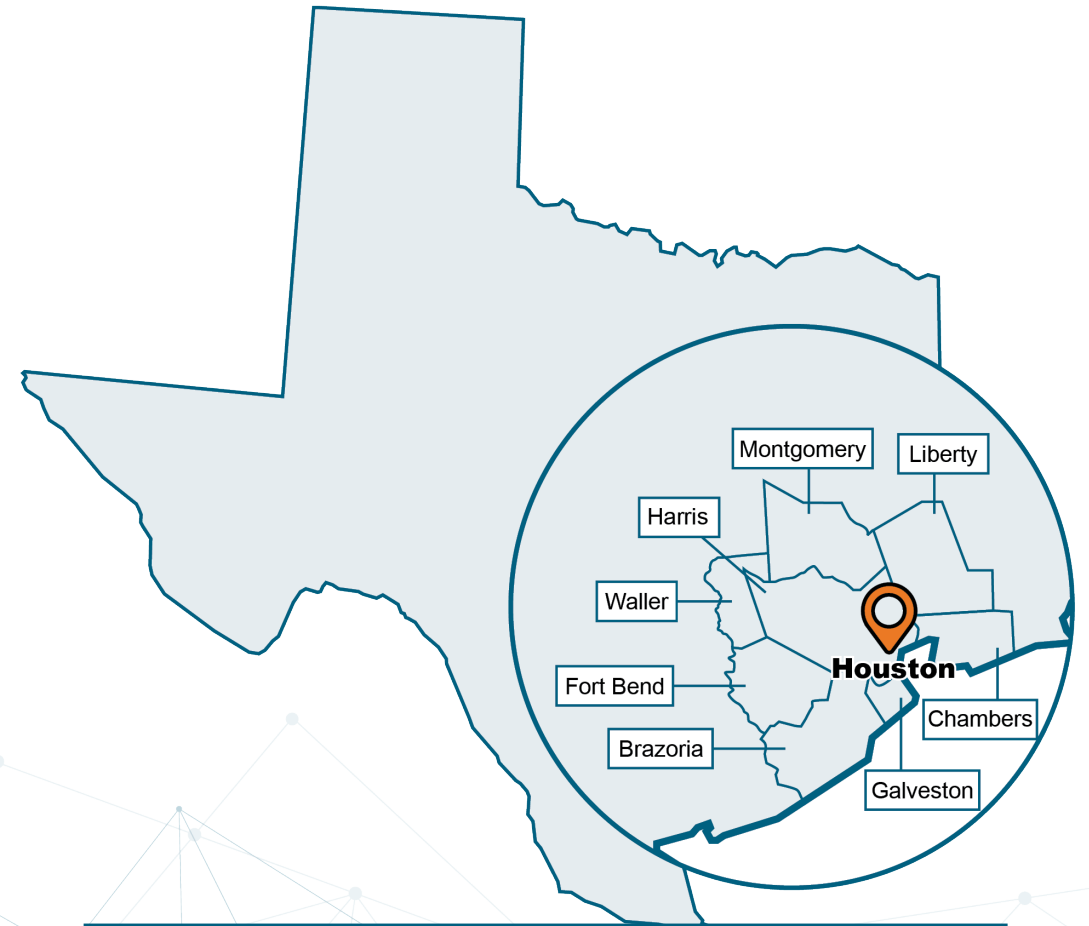 Montgomery
Liberty
Harris
Waller
Houston
Fort Bend
Chambers
Brazoria
Galveston